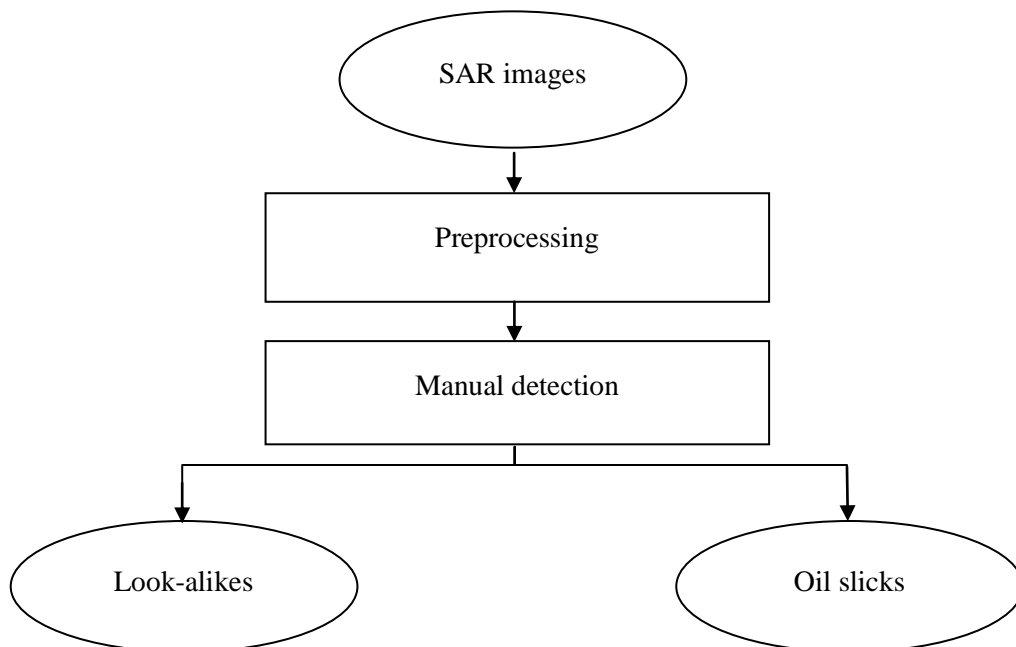 SAR images
Preprocessing
Manual detection
Look-alikes
Oil slicks